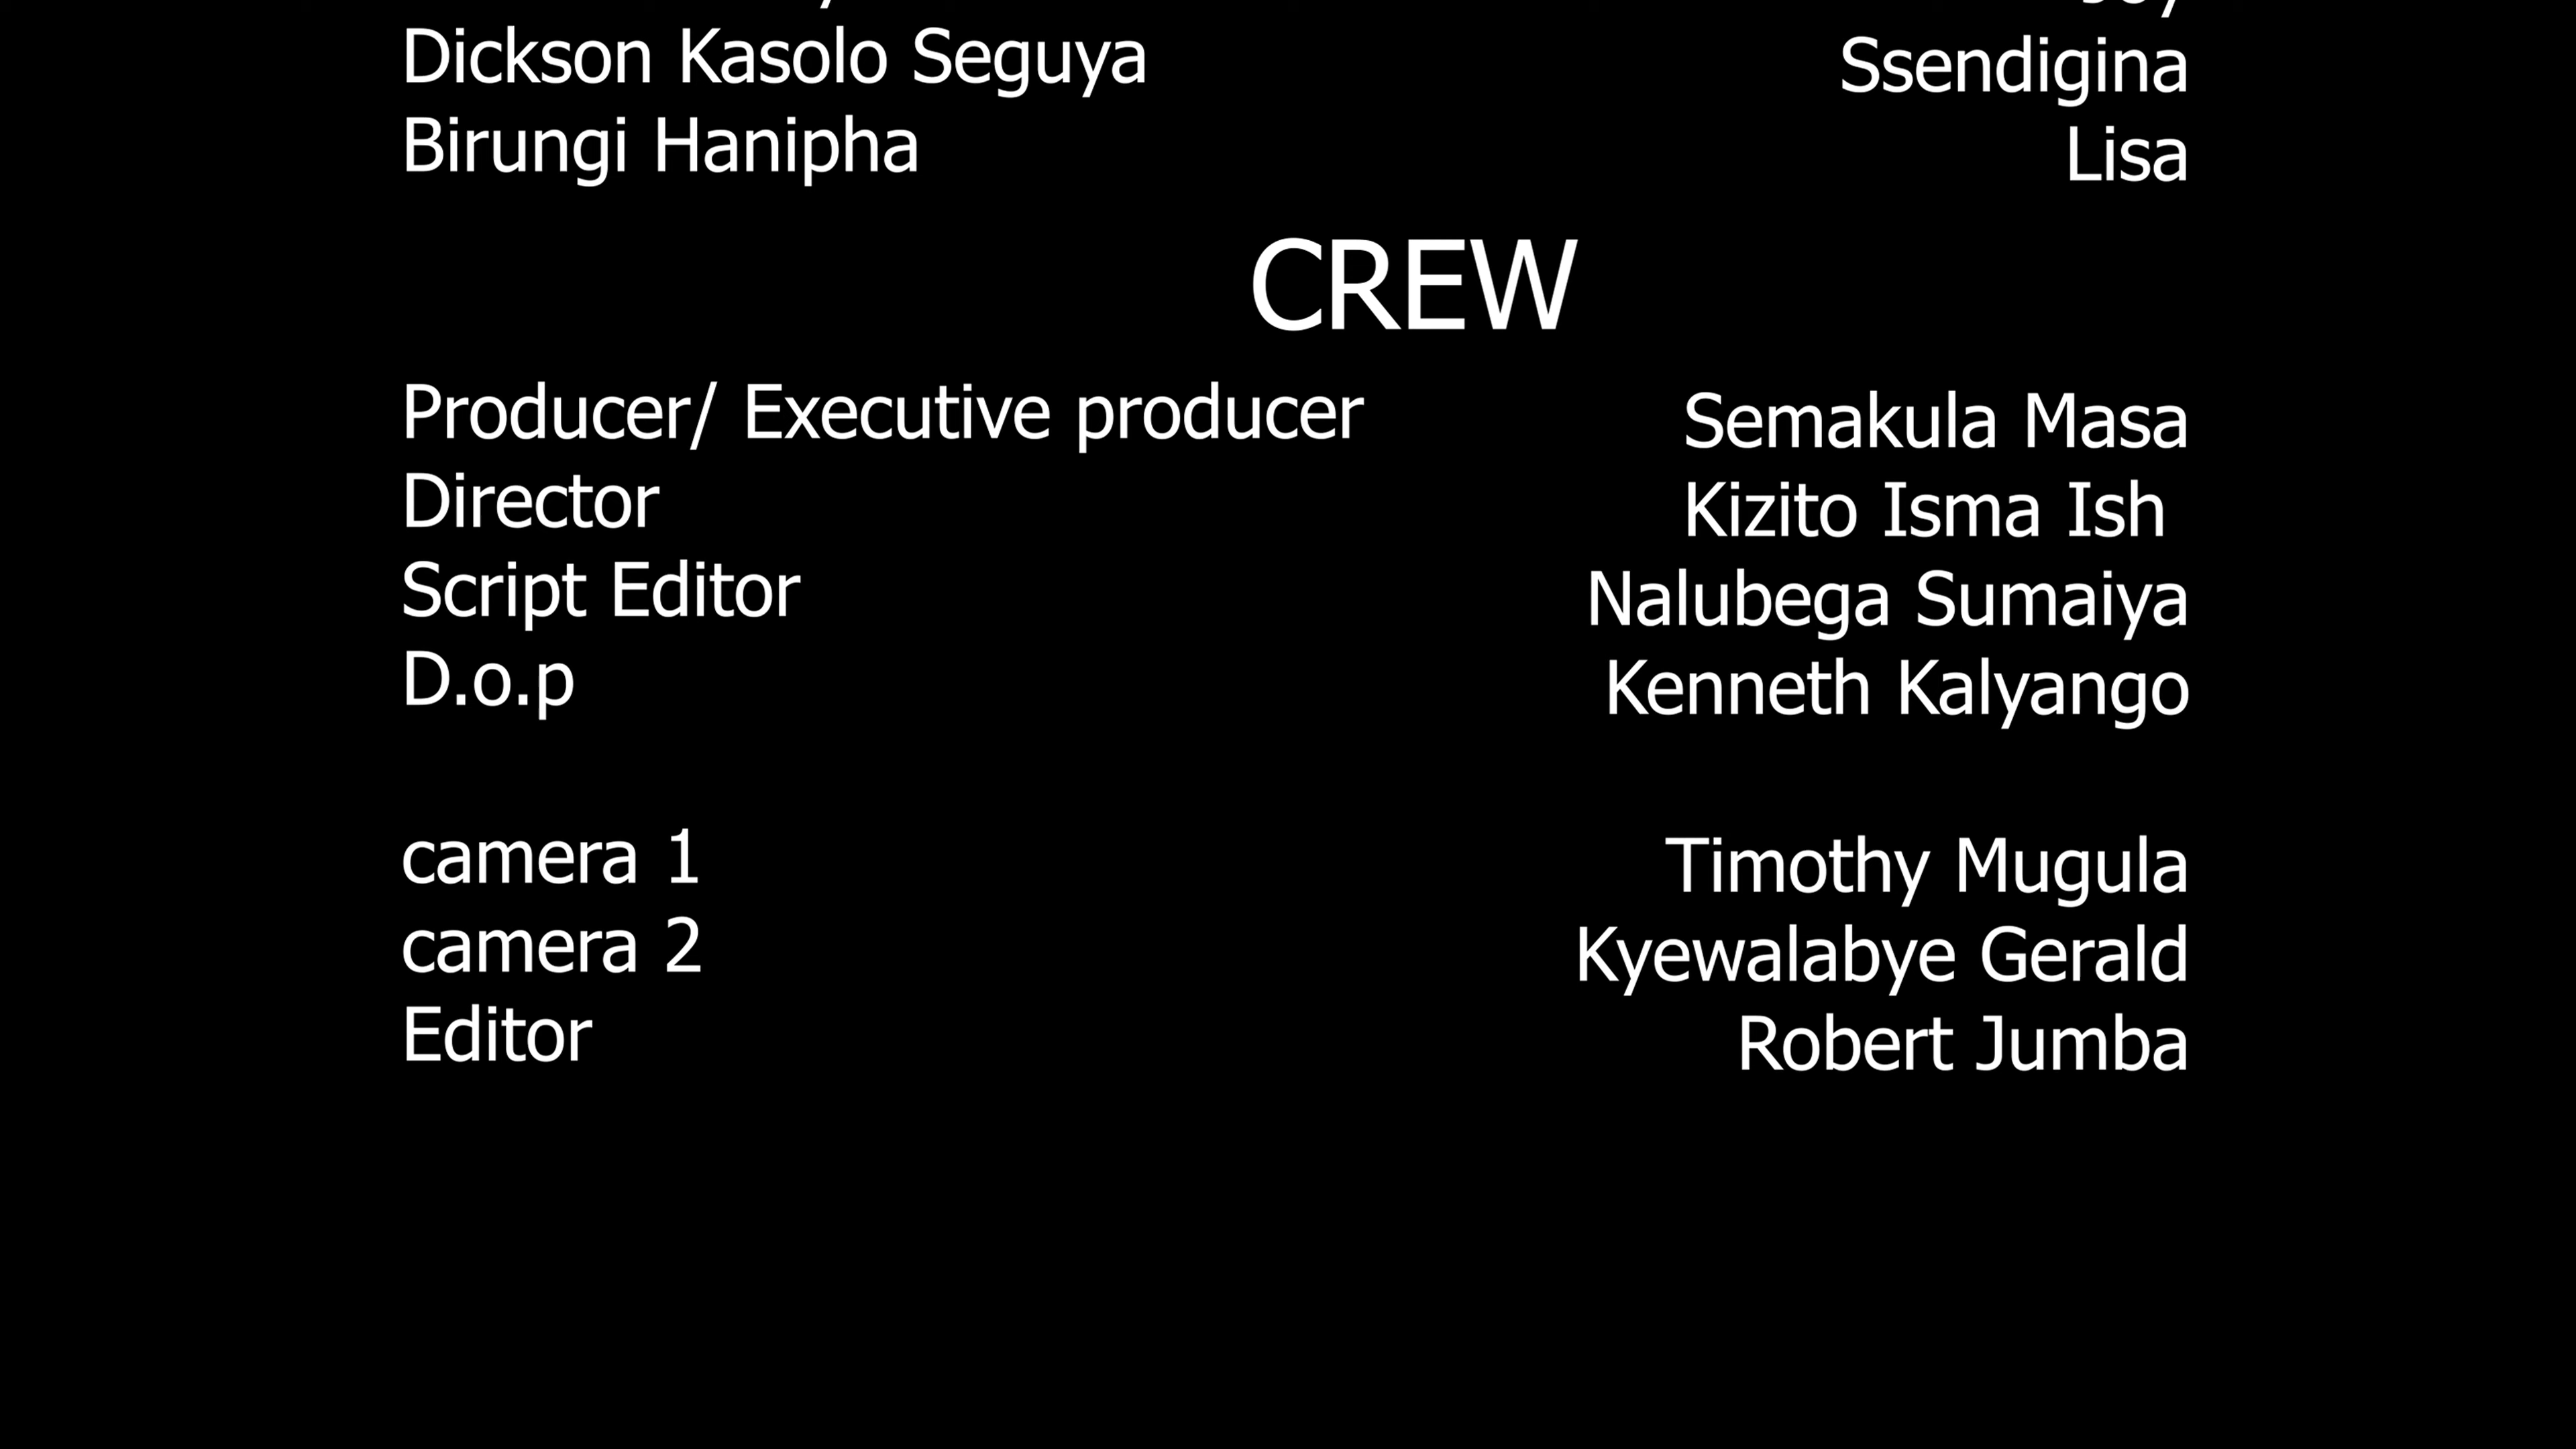 Dickson Kasolo Seguya Ssendigina
Birungi Hanipha Lisa
CREW
Producer/ Executive producer Semakula Masa
Director Kizito Isma Ish
Script Editor Nalubega Sumaiya
D.o.p Kenneth Kalyango
camera 1 Timothy Mugula
camera 2 Kyewalabye Gerald
Editor Robert Jumba